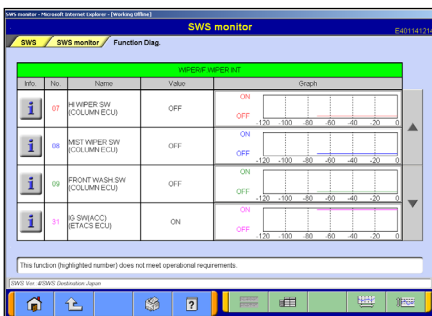 sws monitor - Microsoft Internet Explorer - [Working Offline]
SWS monitor
E401141214
SWS SWS monitor Function Diag.
WIPER/F.WIPER INT
Info. No. Name Value Graph
07 HI WIPER SW (COLUMN ECU) OFF ON OFF -120 -100 -80 -60 -40 -20 0
08 MIST WIPER SW (COLUMN ECU) OFF ON OFF -120 -100 -80 -60 -40 -20 0
09 FRONT WASH.SW (COLUMN ECU) OFF ON OFF -120 -100 -80 -60 -40 -20 0
31 IG SW(ACC) (ETACS ECU) ON ON OFF -120 -100 -80 -60 -40 -20 0
This function (highlighted number) does not meet operational requirements.
SWS Destination Japan